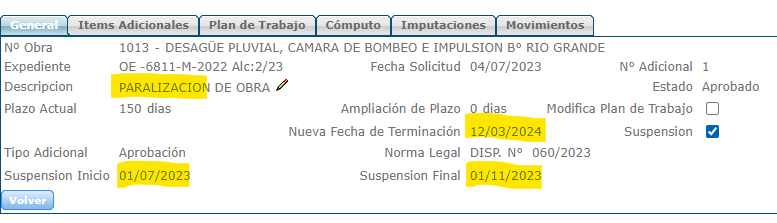 General Items Adicionales Plan de Trabajo Cómputo Imputaciones Movimientos
Nº Obra 1013 - DESAGÜE PLUVIAL, CAMARA DE BOMBEO E IMPULSION Bº RIO GRANDE
Expediente OE -6811-M-2022 Alc:2/23 Fecha Solicitud 04/07/2023 Nº Adicional 1
Descripcion PARALIZACION DE OBRA Estado Aprobado
Plazo Actual 150 dias Ampliación de Plazo 0 dias Modifica Plan de Trabajo
Nueva Fecha de Terminación 12/03/2024 Suspension
Tipo Adicional Aprobación Norma Legal DISP. Nº 060/2023
Suspension Inicio 01/07/2023 Suspension Final 01/11/2023
Volver